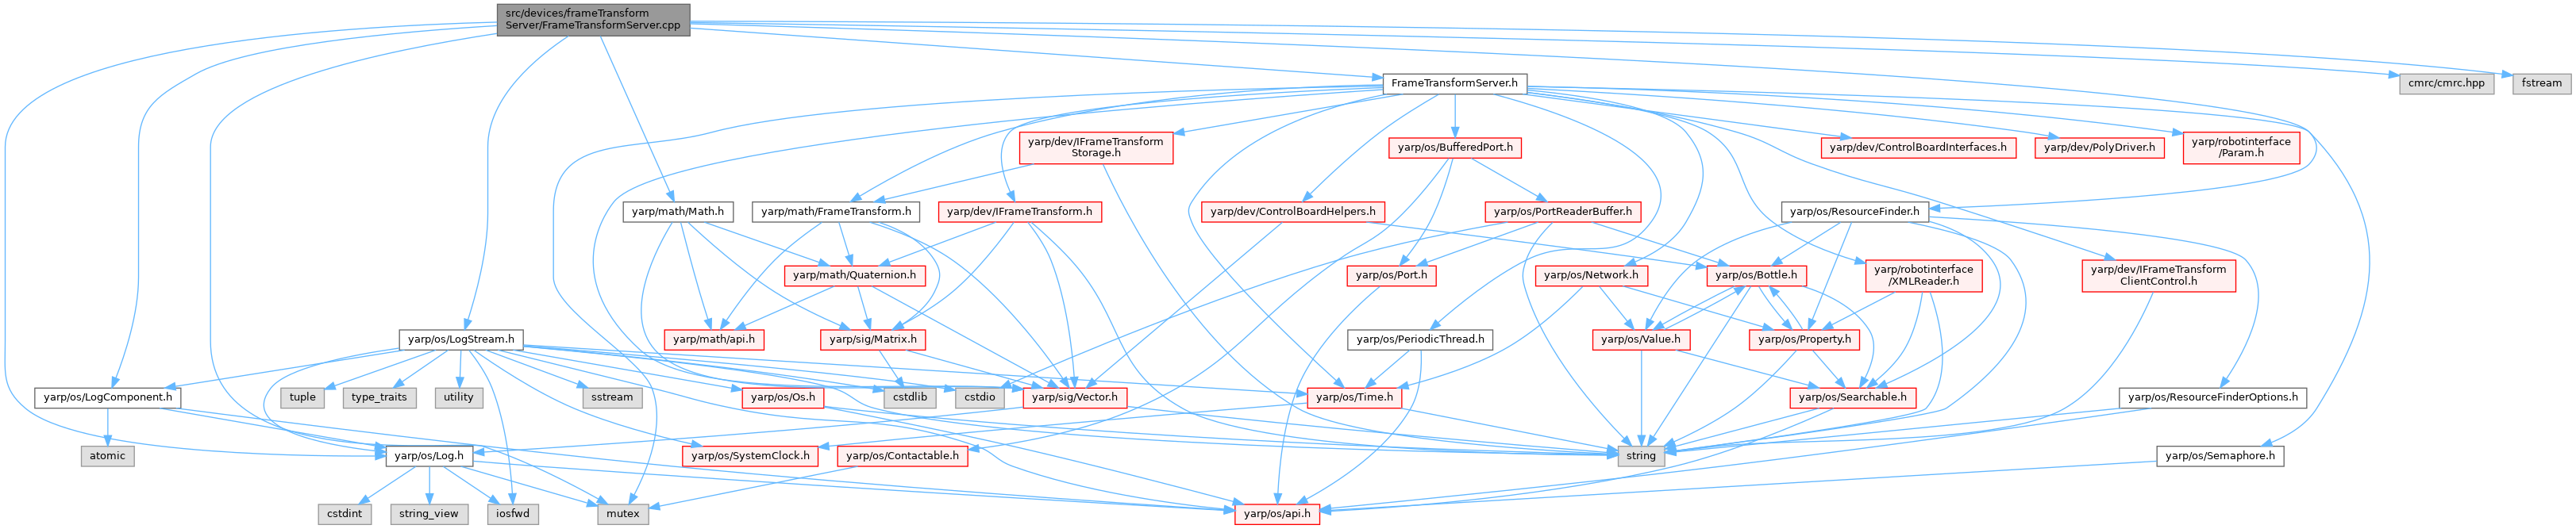 src/devices/frameTransform
Server/FrameTransformServer.cpp
FrameTransformServer.h
cmrc/cmrc.hpp
fstream
yarp/dev/IFrameTransform
Storage.h
yarp/os/BufferedPort.h
yarp/dev/ControlBoardInterfaces.h
yarp/dev/PolyDriver.h
yarp/robotinterface
/Param.h
yarp/math/Math.h
yarp/math/FrameTransform.h
yarp/dev/IFrameTransform.h
yarp/dev/ControlBoardHelpers.h
yarp/os/PortReaderBuffer.h
yarp/os/ResourceFinder.h
yarp/math/Quaternion.h
yarp/os/Port.h
yarp/os/Network.h
yarp/os/Bottle.h
yarp/robotinterface
/XMLReader.h
yarp/dev/IFrameTransform
ClientControl.h
yarp/os/LogStream.h
yarp/math/api.h
yarp/sig/Matrix.h
yarp/os/PeriodicThread.h
yarp/os/Value.h
yarp/os/Property.h
yarp/os/LogComponent.h
tuple
type_traits
utility
sstream
yarp/os/Os.h
cstdlib
cstdio
yarp/sig/Vector.h
yarp/os/Time.h
yarp/os/Searchable.h
yarp/os/ResourceFinderOptions.h
atomic
yarp/os/Log.h
yarp/os/SystemClock.h
yarp/os/Contactable.h
string
yarp/os/Semaphore.h
cstdint
string_view
iosfwd
mutex
yarp/os/api.h